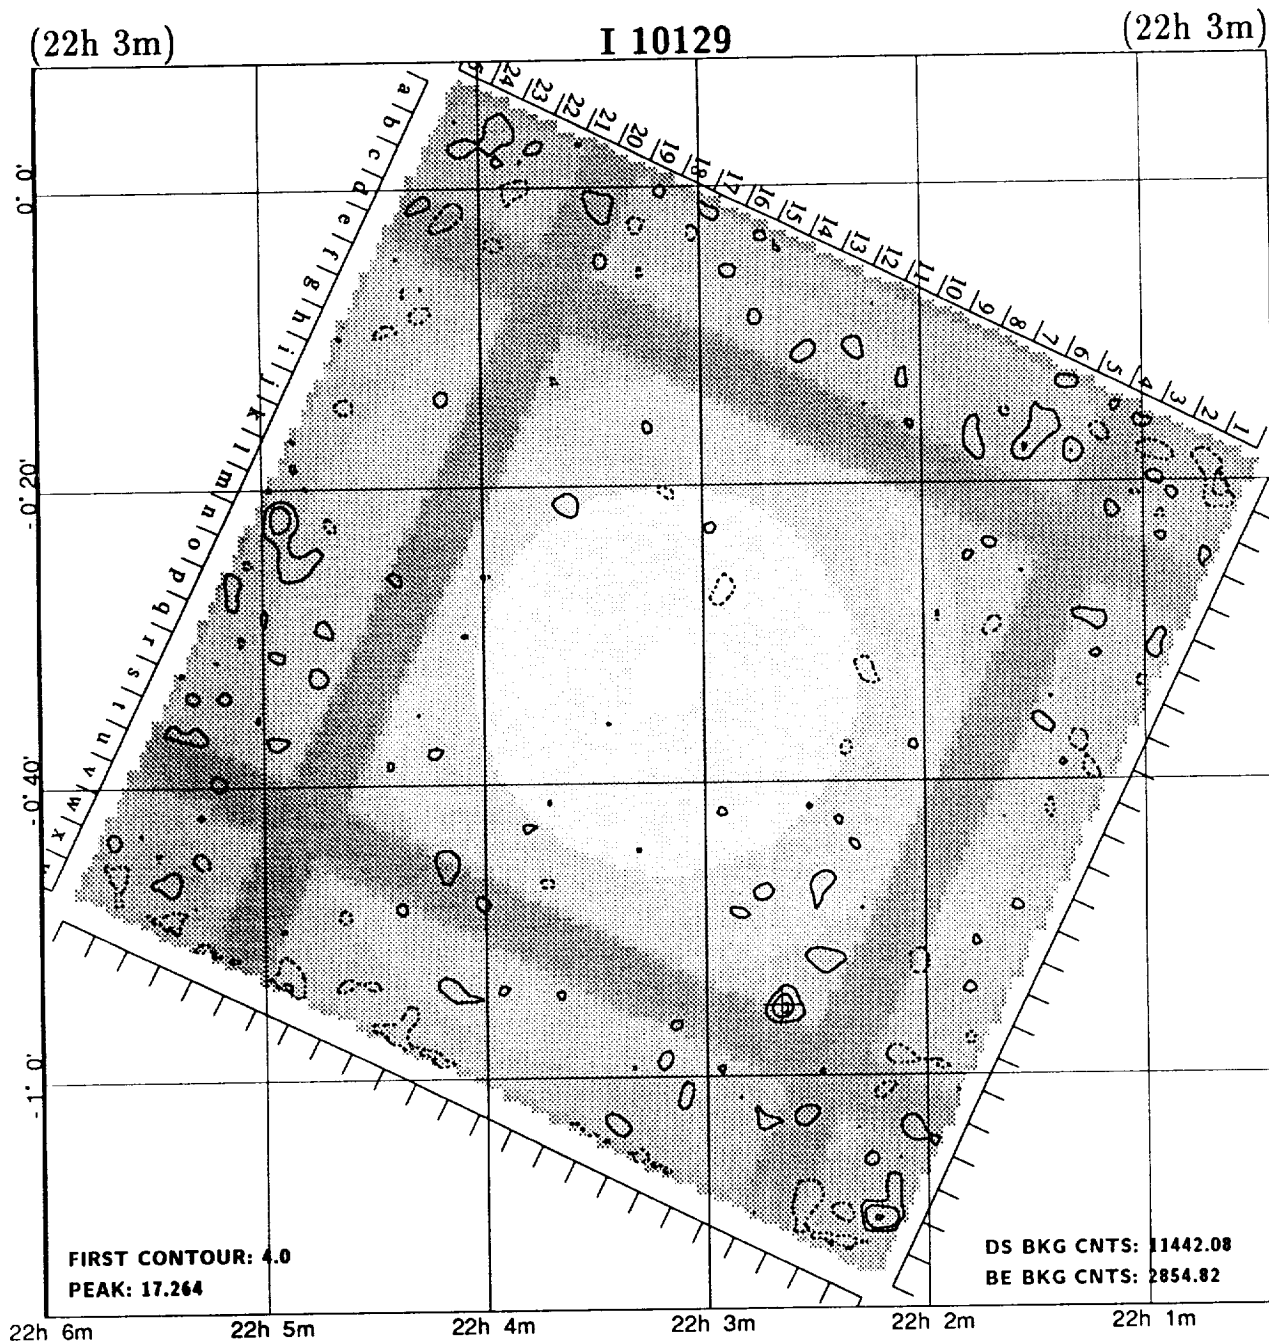 (22h 3m) I 10129 (22h 3m)
24 23 22 21 20 19 18 17 16 15 14 13 12 11 10 9 8 7 6 5 4 3 2 1
a b c d e f g h i j k l m n o p q r s t u v w x
0° 0'
-0° 20'
-0° 40'
-1° 0'
FIRST CONTOUR: 4.0
PEAK: 17.264
DS BKG CNTS: 11442.08
BE BKG CNTS: 2854.82
22h 6m 22h 5m 22h 4m 22h 3m 22h 2m 22h 1m